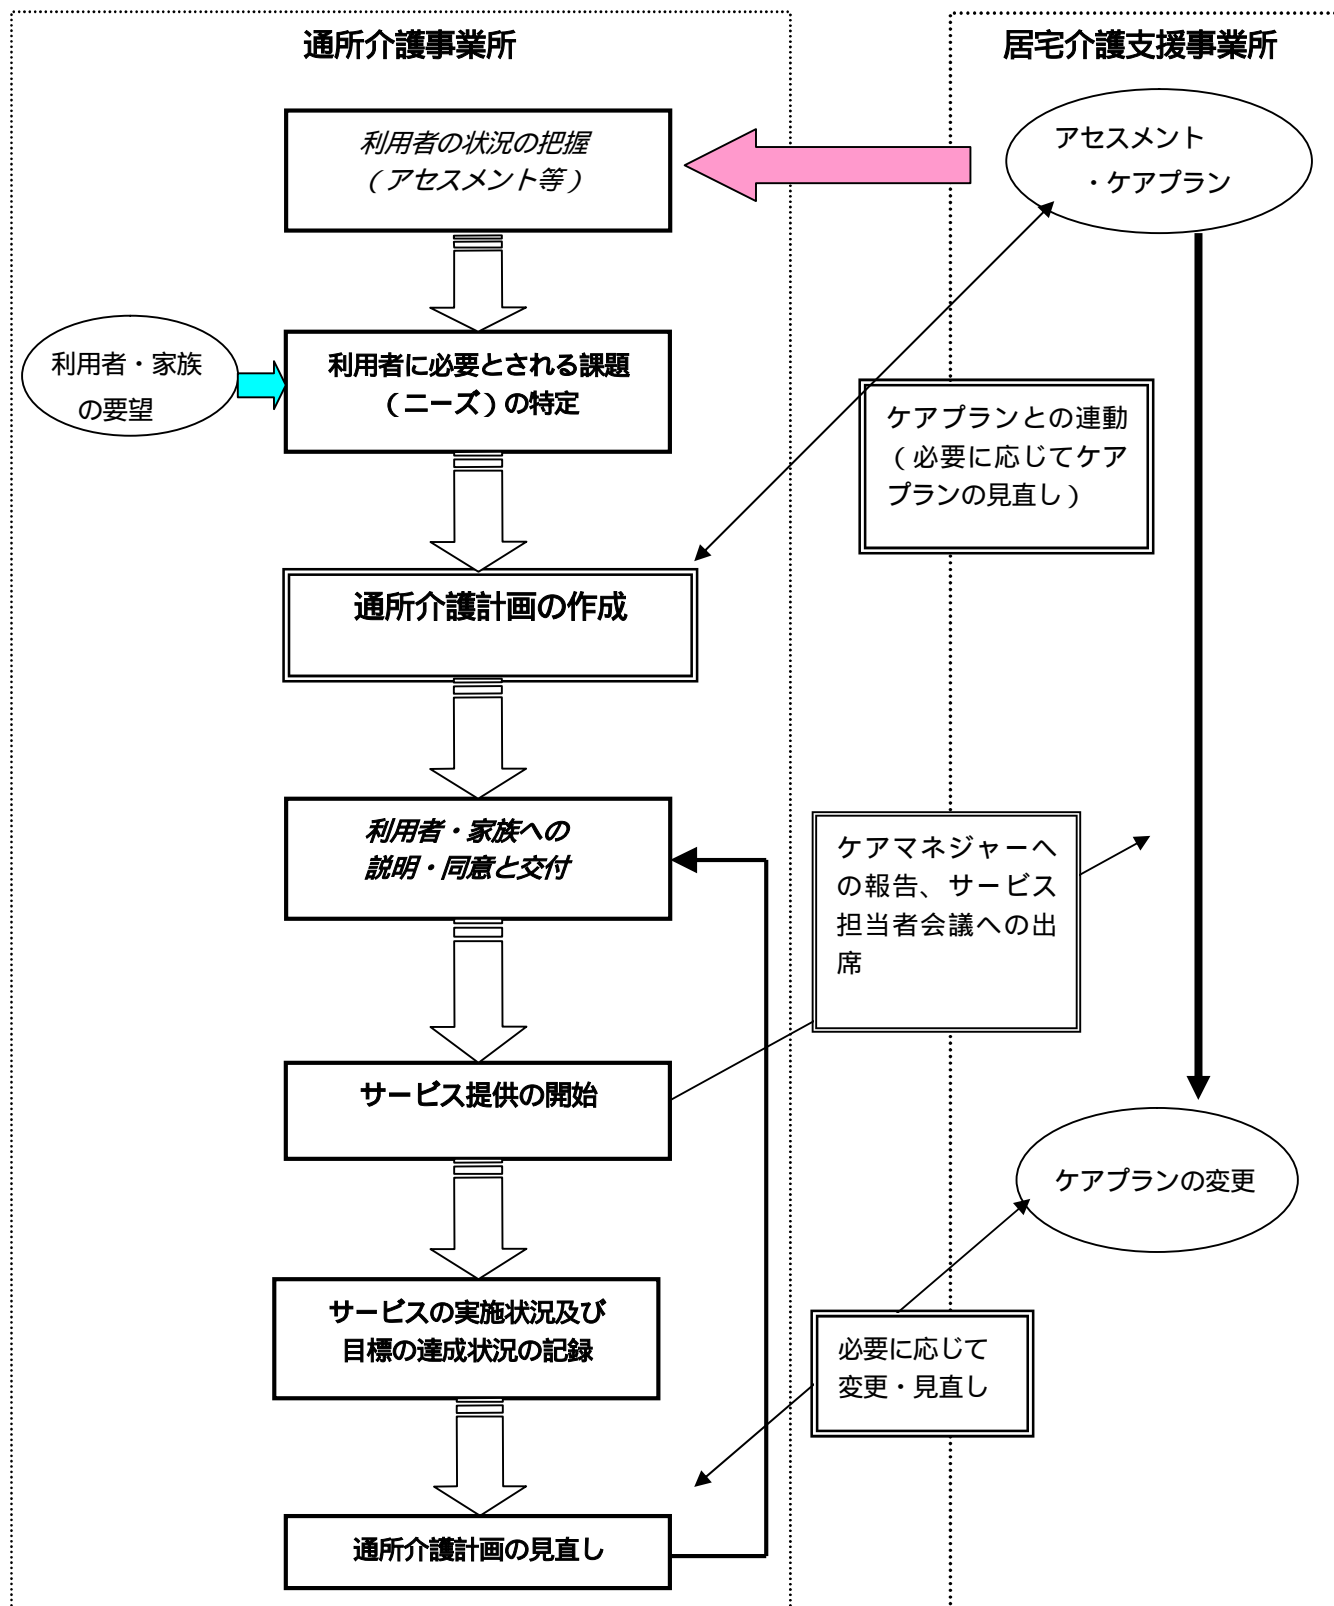 通所介護事業所
居宅介護支援事業所
利用者の状況の把握
（アセスメント等）
アセスメント
・ケアプラン
利用者・家族
の要望
利用者に必要とされる課題
（ニーズ）の特定
ケアプランとの連動
（必要に応じてケア
プランの見直し）
通所介護計画の作成
利用者・家族への
説明・同意と交付
ケアマネジャーへ
の報告、サービス
担当者会議への出
席
サービス提供の開始
ケアプランの変更
サービスの実施状況及び
目標の達成状況の記録
必要に応じて
変更・見直し
通所介護計画の見直し